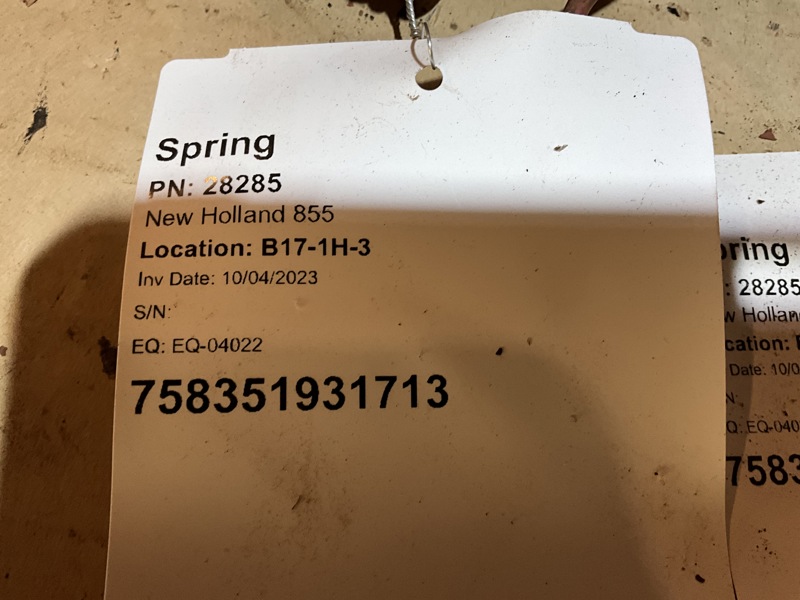 Spring
PN: 28285
New Holland 855
Location: B17-1H-3
Inv Date: 10/04/2023
S/N:
EQ: EQ-04022
758351931713
pring
: 28285
w Hollan
cation:
Date: 10/0
N:
Q: EQ-040
7583